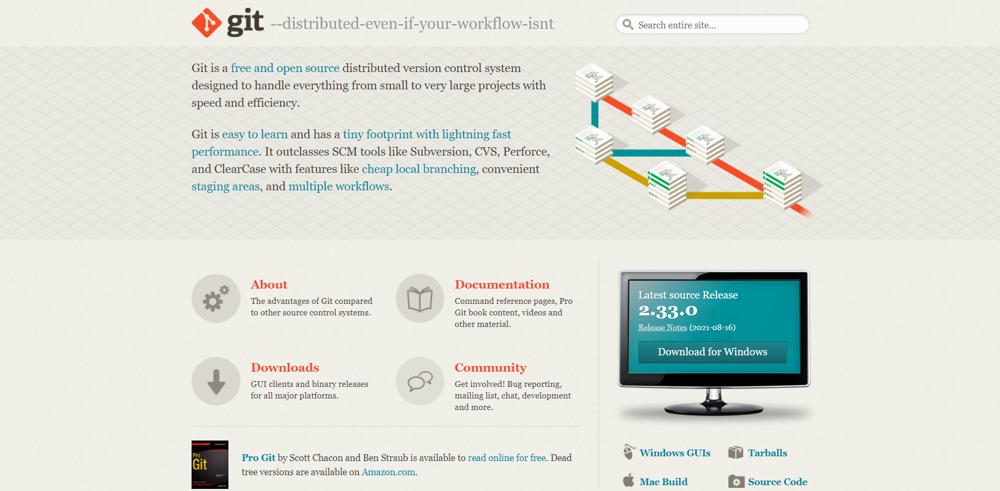 git --distributed-even-if-your-workflow-isnt
Search entire site...
Git is a free and open source distributed version control system
designed to handle everything from small to very large projects with
speed and efficiency.
Git is easy to learn and has a tiny footprint with lightning fast
performance. It outclasses SCM tools like Subversion, CVS, Perforce,
and ClearCase with features like cheap local branching, convenient
staging areas, and multiple workflows.
About
The advantages of Git compared
to other source control systems.
Documentation
Command reference pages, Pro
Git book content, videos and
other material.
Downloads
GUI clients and binary releases
for all major platforms.
Community
Get involved! Bug reporting,
mailing list, chat, development
and more.
Latest source Release
2.33.0
Release Notes (2021-08-16)
Download for Windows
Pro
Git
Pro Git by Scott Chacon and Ben Straub is available to read online for free. Dead
tree versions are available on Amazon.com.
Windows GUIs
Tarballs
Mac Build
Source Code